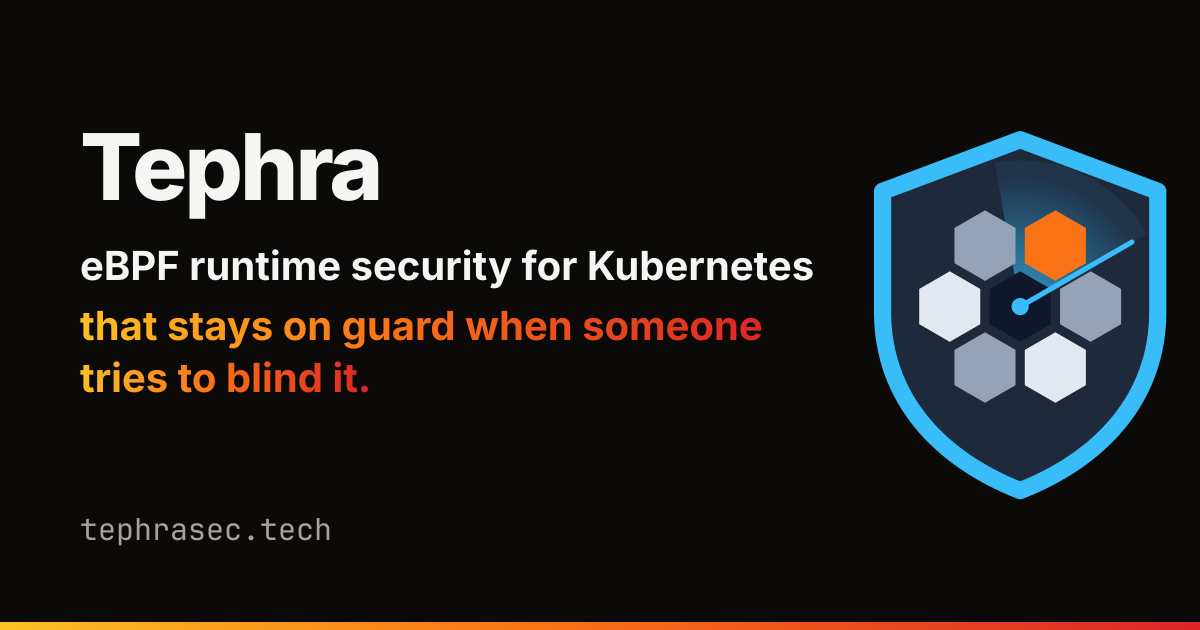 Tephra
eBPF runtime security for Kubernetes
that stays on guard when someone
tries to blind it.
tephrasec.tech